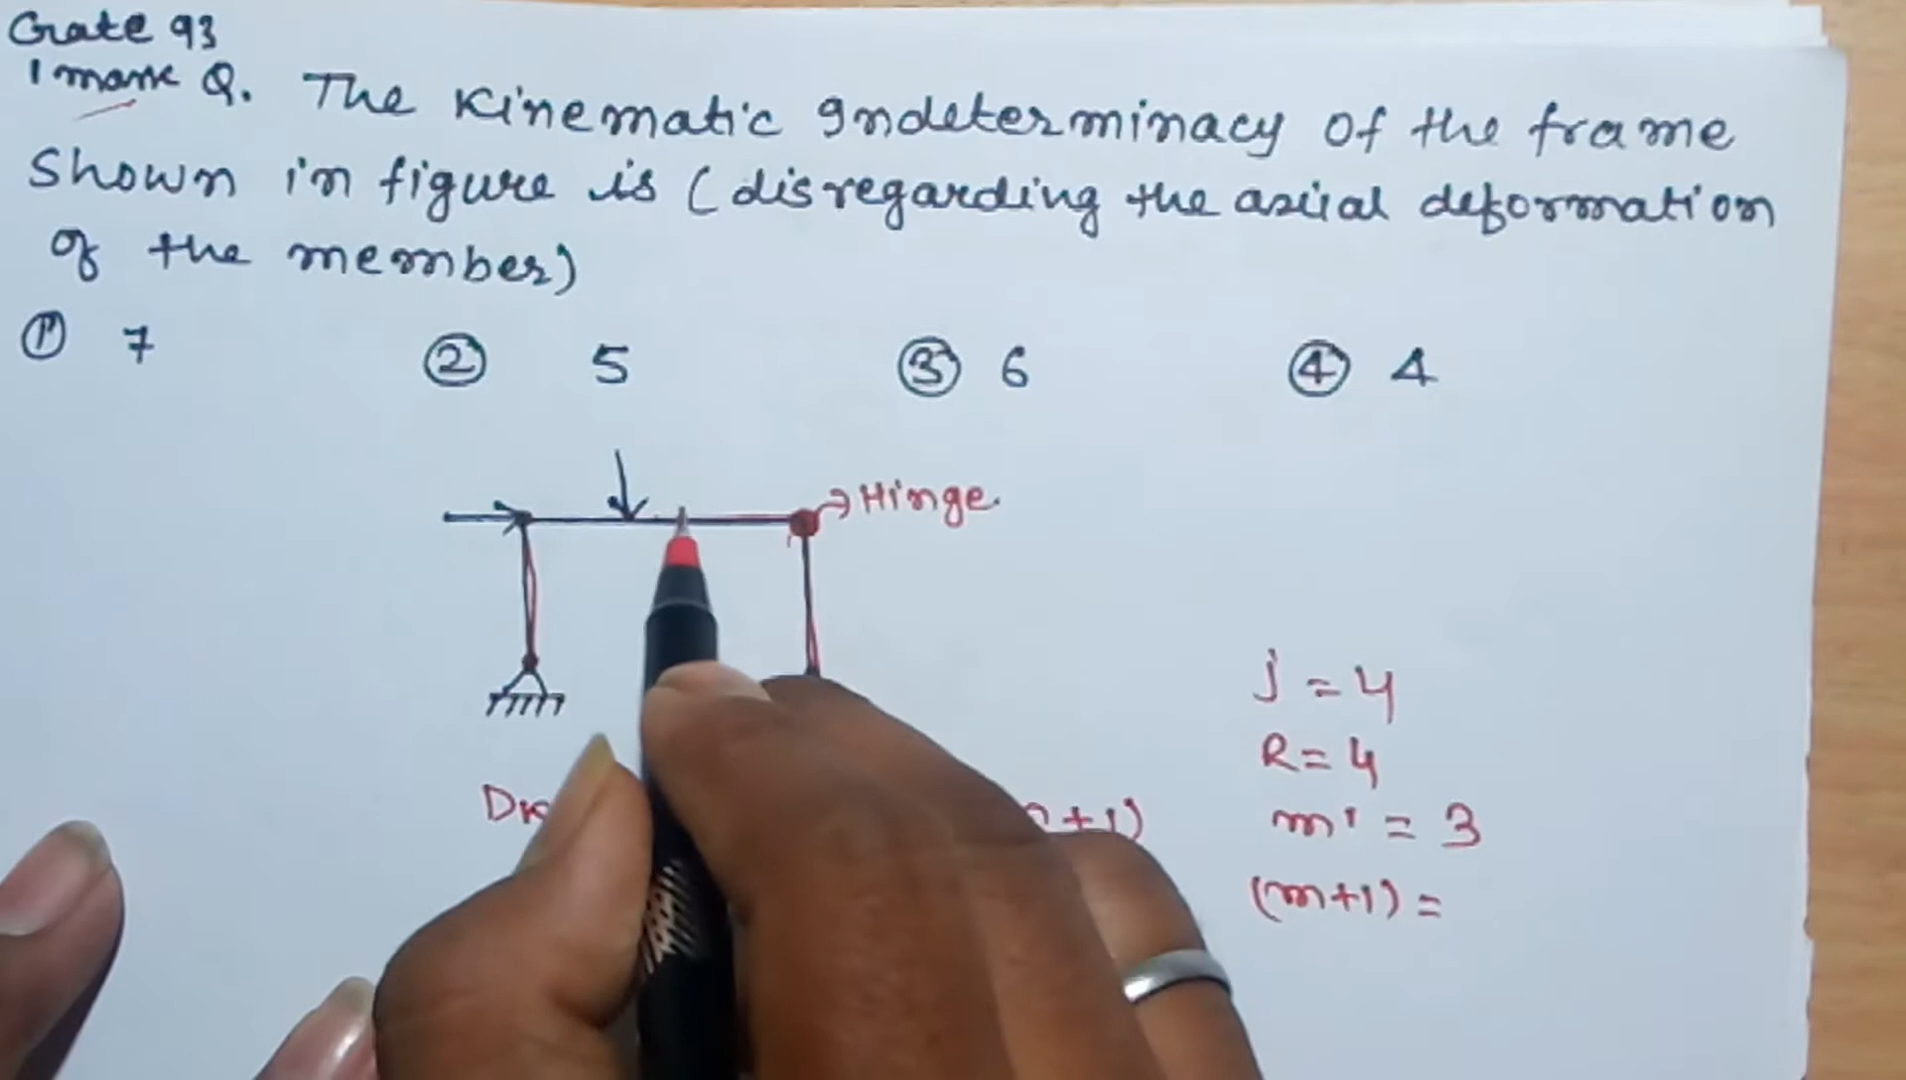 Gate 93
1 mark Q. The Kinematic Indeterminacy of the frame
shown in figure is (disregarding the axial deformation
of the member)
① 7 ② 5 ③ 6 ④ 4
Hinge
j = 4
R = 4
m' = 3
+1)
(m+1) =